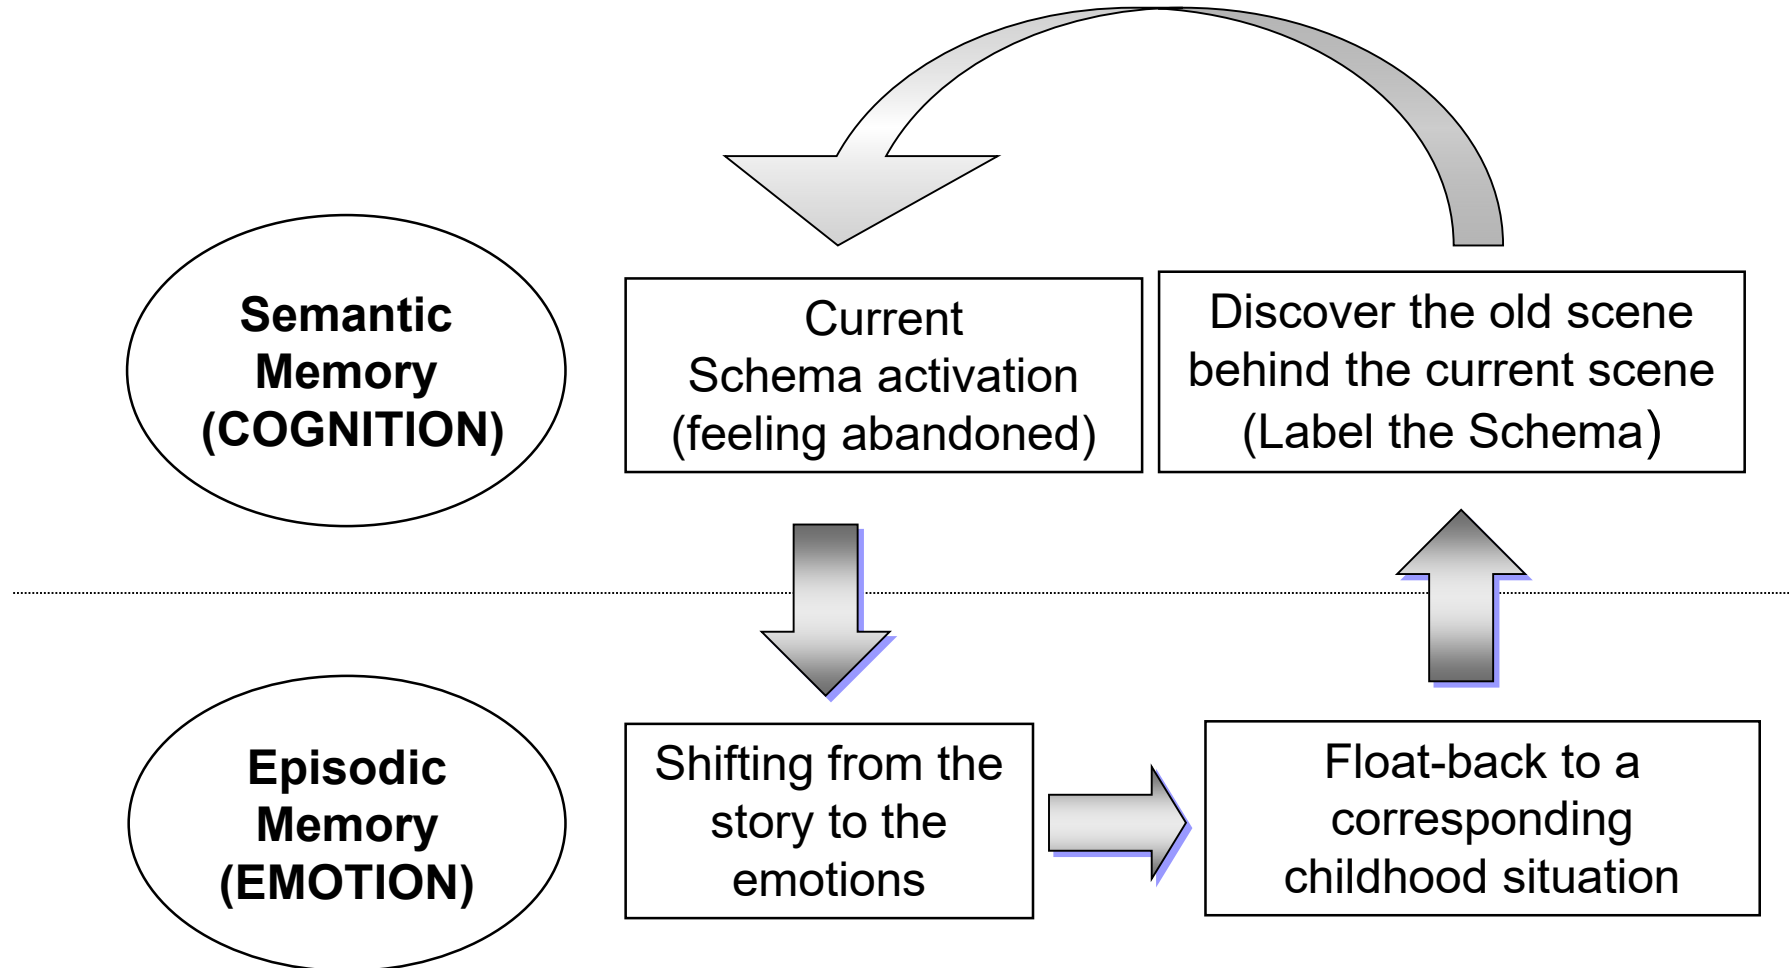 Semantic
Memory
(COGNITION)
Current
Schema activation
(feeling abandoned)
Discover the old scene
behind the current scene
(Label the Schema)
Episodic
Memory
(EMOTION)
Shifting from the
story to the
emotions
Float-back to a
corresponding
childhood situation